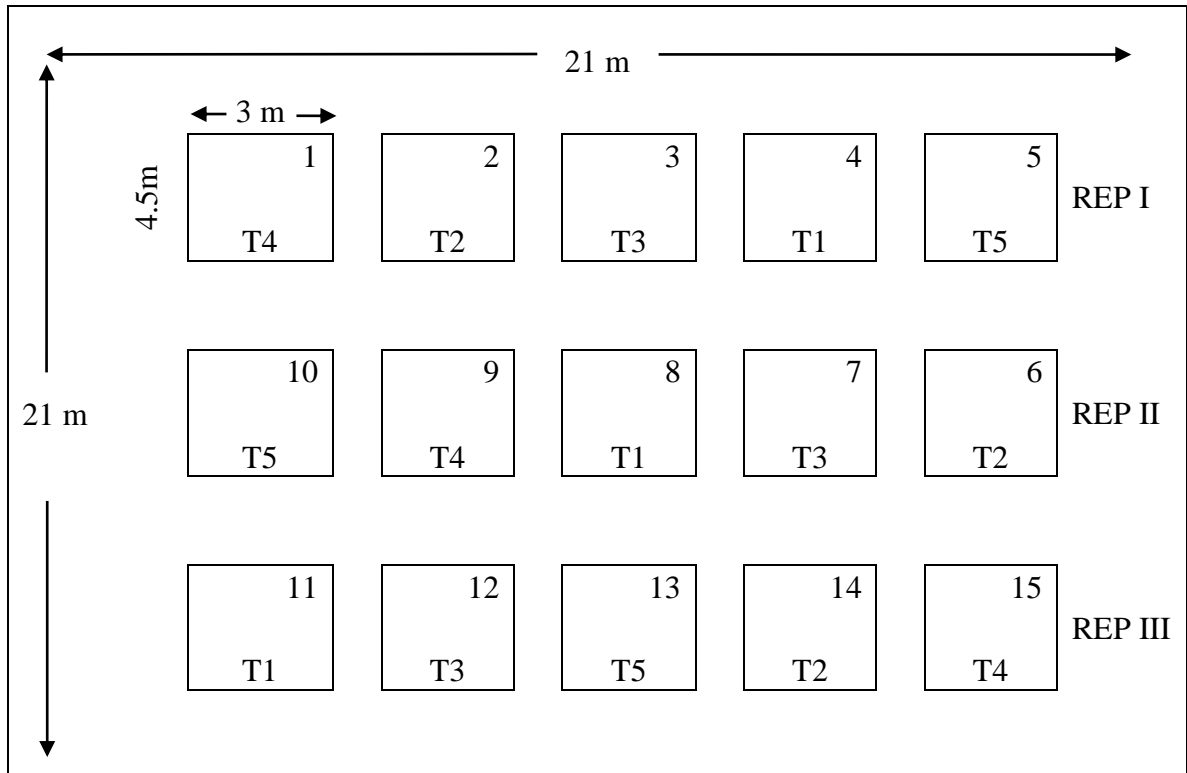 21 m
3 m
1 2 3 4 5
4.5m
REP I
T4 T2 T3 T1 T5
10 9 8 7 6
21 m
REP II
T5 T4 T1 T3 T2
11 12 13 14 15
REP III
T1 T3 T5 T2 T4